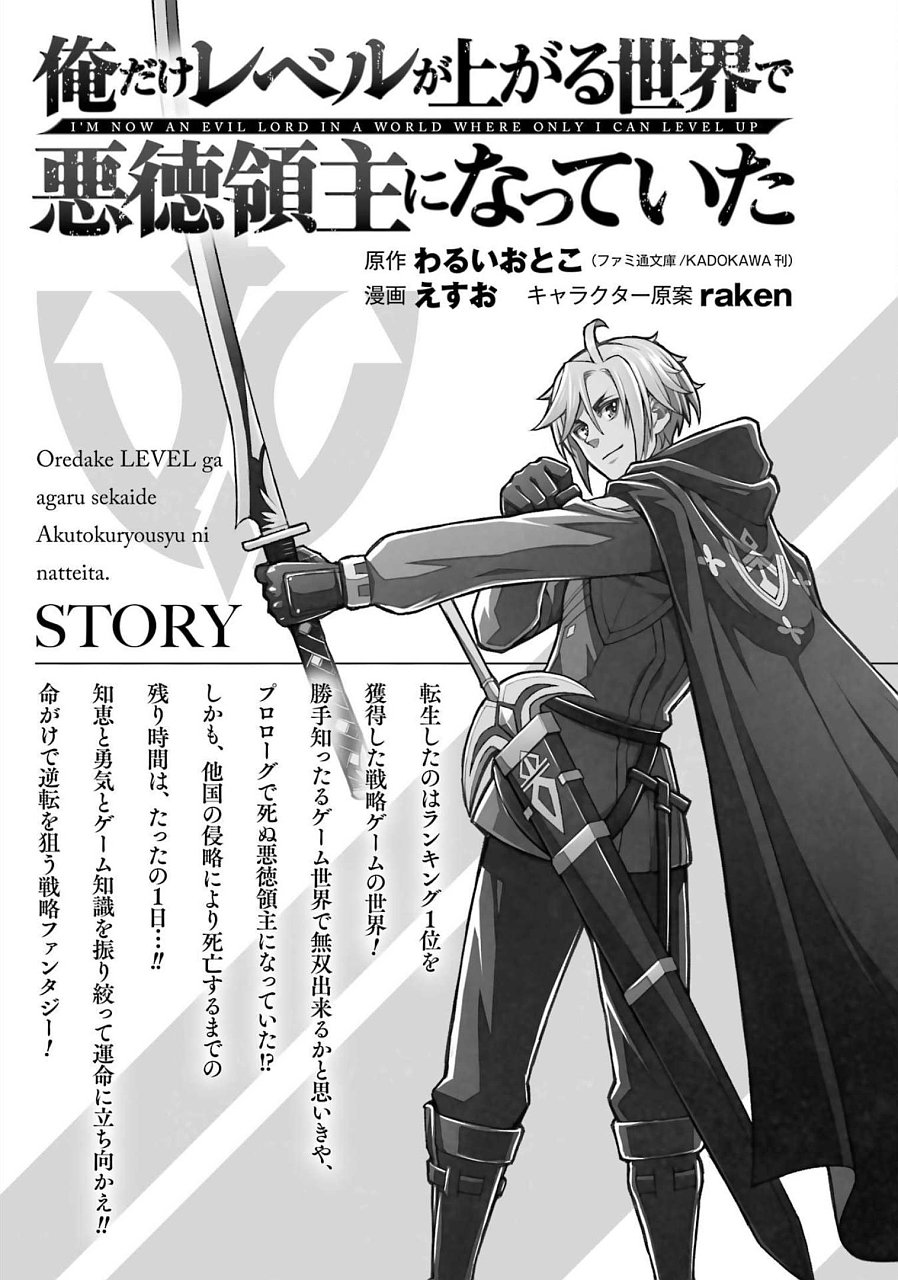 俺だけレベルが上がる世界で
I'M NOW AN EVIL LORD IN A WORLD WHERE ONLY I CAN LEVEL UP
悪徳領主になっていた
原作 わるいおとこ（ファミ通文庫/KADOKAWA刊）
漫画 えすお　キャラクター原案 raken
Oredake LEVEL ga
agaru sekaide
Akutokuryousyu ni
natteita.
STORY
転生したのはランキング1位を
獲得した戦略ゲームの世界！
勝手知ったるゲーム世界で無双出来るかと思いきや、
プロローグで死ぬ悪徳領主になっていた!?
しかも、他国の侵略により死亡するまでの
残り時間は、たったの1日…!!
知恵と勇気とゲーム知識を振り絞って運命に立ち向かえ!!
命がけで逆転を狙う戦略ファンタジー！